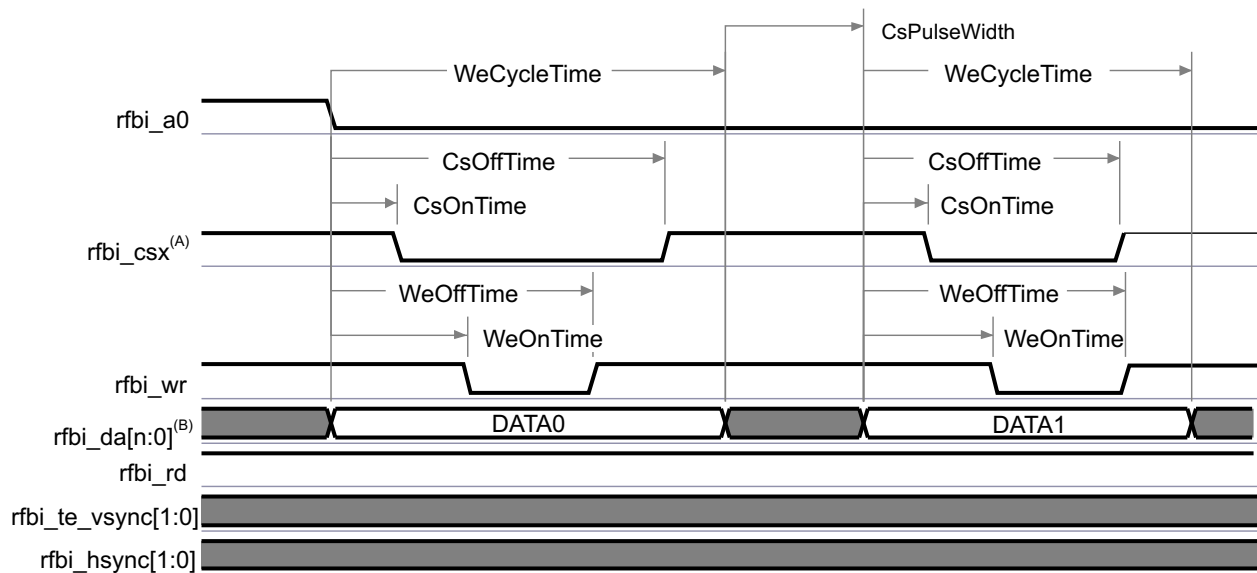 CsPulseWidth
WeCycleTime WeCycleTime
rfbi_a0
CsOffTime CsOffTime
CsOnTime CsOnTime
rfbi_csx(A)
WeOffTime WeOffTime
WeOnTime WeOnTime
rfbi_wr
rfbi_da[n:0](B) DATA0 DATA1
rfbi_rd
rfbi_te_vsync[1:0]
rfbi_hsync[1:0]